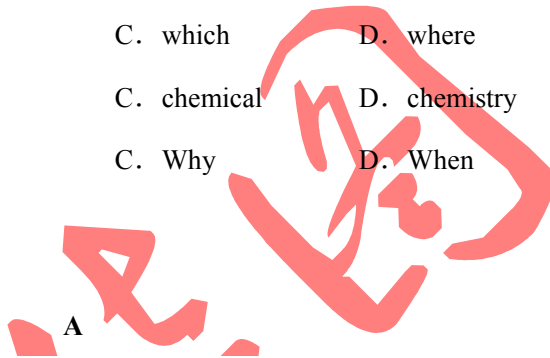 C. which D. where
C. chemical D. chemistry
C. Why D. When
A